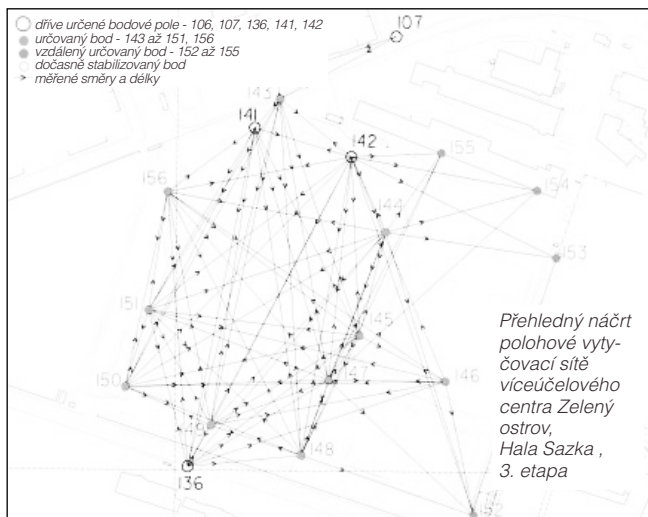 dříve určené bodové pole - 106, 107, 136, 141, 142
určovaný bod - 143 až 151, 156
vzdálený určovaný bod - 152 až 155
dočasně stabilizovaný bod
měřené směry a délky
107
143
141
142
155
156
154
144
153
151
145
150
146
148
136
152
Přehledný náčrt
polohové vyty-
čovací sítě
víceúčelového
centra Zelený
ostrov,
Hala Sazka ,
3. etapa